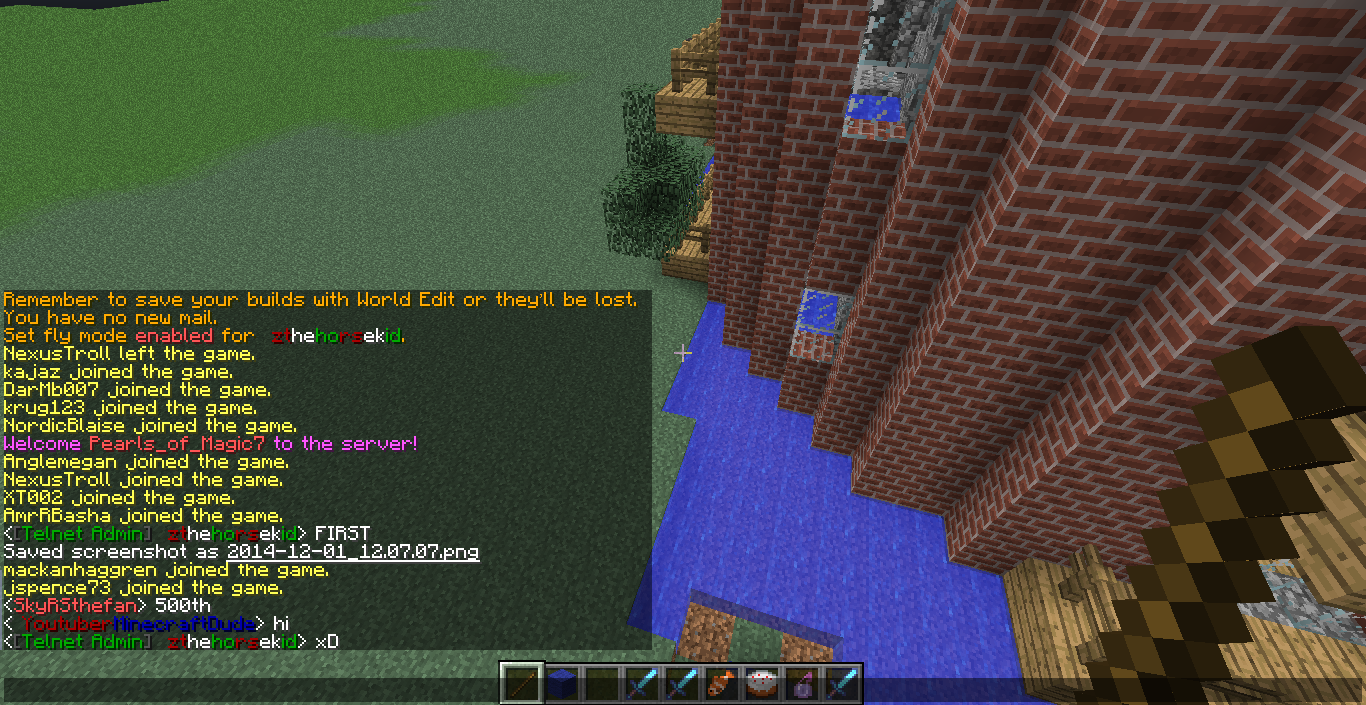 Remember to save your builds with World Edit or they'll be lost.
You have no new mail.
Set fly mode enabled for zthehorsekid.
NexusTroll left the game.
kajaz joined the game.
DarMb007 joined the game.
krug123 joined the game.
NordicBlaise joined the game.
Welcome Pearls_of_Magic7 to the server!
Anglemegan joined the game.
NexusTroll joined the game.
XT002 joined the game.
AmrRBasha joined the game.
<[Telnet Admin] zthehorsekid> FIRST
Saved screenshot as 2014-12-01_12.07.07.png
mackanhaggren joined the game.
jspence73 joined the game.
<SkyRSthefan> 500th
< YoutuberMinecraftDude> hi
<[Telnet Admin] zthehorsekid> xD